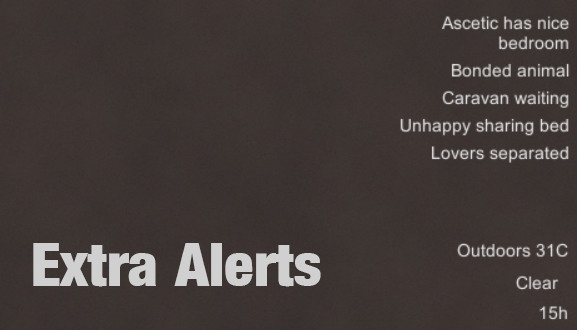 Ascetic has nice
bedroom
Bonded animal
Caravan waiting
Unhappy sharing bed
Lovers separated
Extra Alerts
Outdoors 31C
Clear
15h